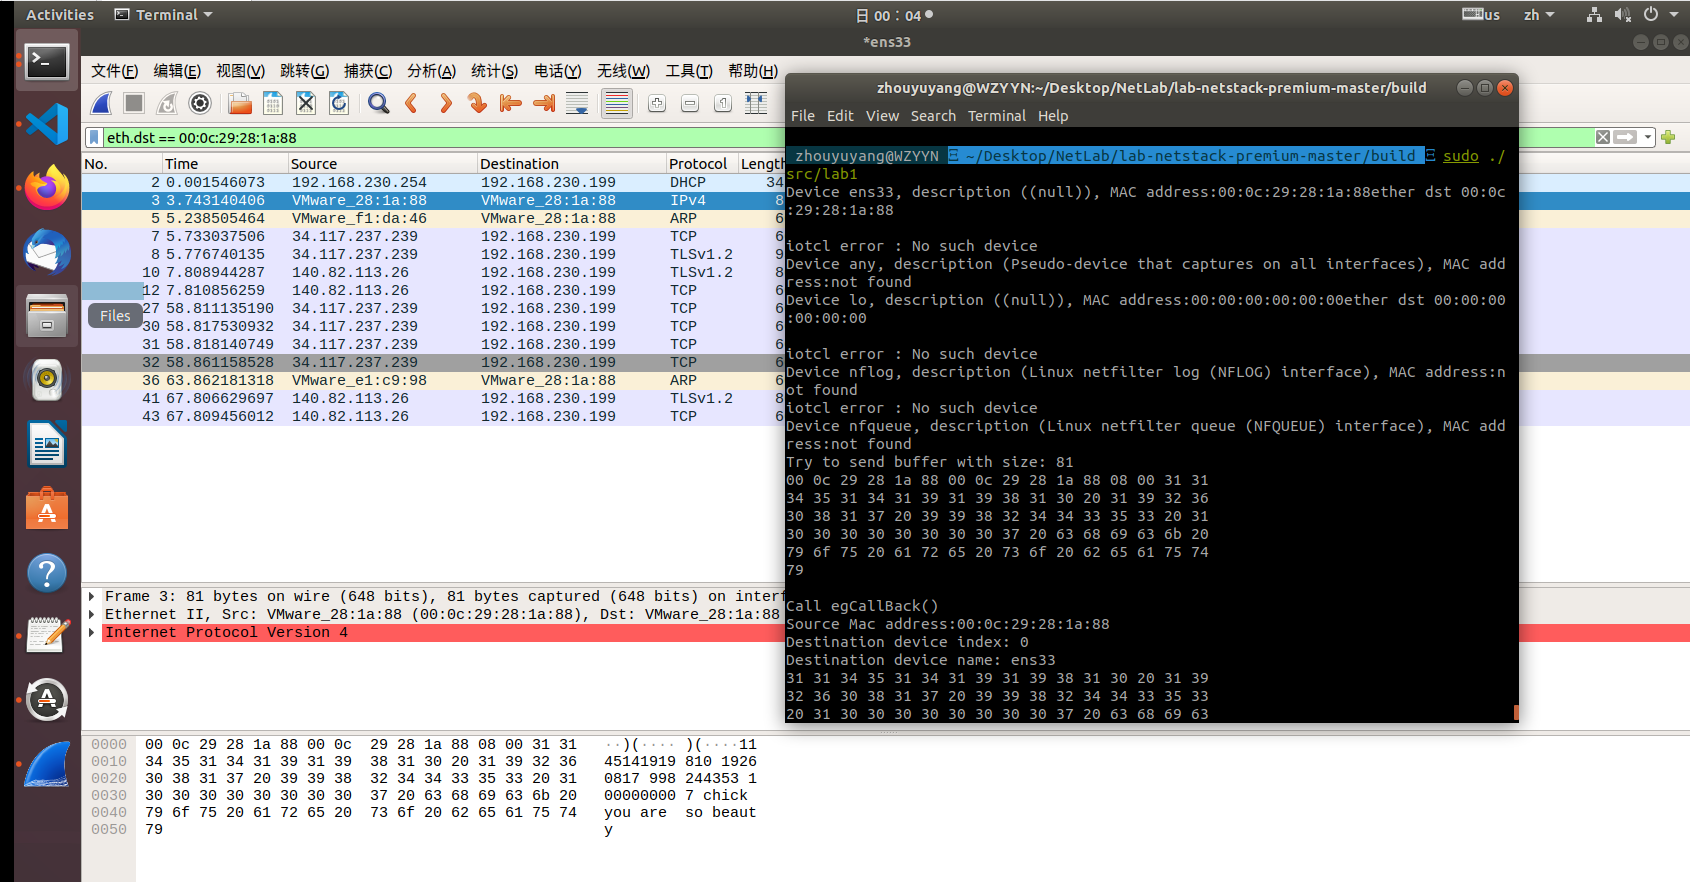 Activities
Terminal
日 00：04
us
zh
*ens33
文件(F) 编辑(E) 视图(V) 跳转(G) 捕获(C) 分析(A) 统计(S) 电话(Y) 无线(W) 工具(T) 帮助(H)
eth.dst == 00:0c:29:28:1a:88
No. Time Source Destination Protocol Length
2 0.001546073 192.168.230.254 192.168.230.199 DHCP 34
3 3.743140406 VMware_28:1a:88 VMware_28:1a:88 IPv4 8
5 5.238505464 VMware_f1:da:46 VMware_28:1a:88 ARP 6
7 5.733037506 34.117.237.239 192.168.230.199 TCP 6
8 5.776740135 34.117.237.239 192.168.230.199 TLSv1.2 9
10 7.808944287 140.82.113.26 192.168.230.199 TLSv1.2 8
12 7.810856259 140.82.113.26 192.168.230.199 TCP 6
27 58.811135190 34.117.237.239 192.168.230.199 TCP 6
30 58.817530932 34.117.237.239 192.168.230.199 TCP 6
31 58.818140749 34.117.237.239 192.168.230.199 TCP 6
32 58.861158528 34.117.237.239 192.168.230.199 TCP 6
36 63.862181318 VMware_e1:c9:98 VMware_28:1a:88 ARP 6
41 67.806629697 140.82.113.26 192.168.230.199 TLSv1.2 8
43 67.809456012 140.82.113.26 192.168.230.199 TCP 6
Files
Frame 3: 81 bytes on wire (648 bits), 81 bytes captured (648 bits) on interf
Ethernet II, Src: VMware_28:1a:88 (00:0c:29:28:1a:88), Dst: VMware_28:1a:88
Internet Protocol Version 4
0000 00 0c 29 28 1a 88 00 0c 29 28 1a 88 08 00 31 31 ··)(···· )(····11
0010 34 35 31 34 31 39 31 39 38 31 30 20 31 39 32 36 45141919 810 1926
0020 30 38 31 37 20 39 39 38 32 34 34 33 35 33 20 31 0817 998 244353 1
0030 30 30 30 30 30 30 30 30 37 20 63 68 69 63 6b 20 00000000 7 chick
0040 79 6f 75 20 61 72 65 20 73 6f 20 62 65 61 75 74 you are so beaut
0050 79 y
zhouyuyang@WZYYN:~/Desktop/NetLab/lab-netstack-premium-master/build
File Edit View Search Terminal Help
zhouyuyang@WZYYN ~/Desktop/NetLab/lab-netstack-premium-master/build sudo ./
src/lab1
Device ens33, description ((null)), MAC address:00:0c:29:28:1a:88ether dst 00:0c
:29:28:1a:88
iotcl error : No such device
Device any, description (Pseudo-device that captures on all interfaces), MAC add
ress:not found
Device lo, description ((null)), MAC address:00:00:00:00:00:00ether dst 00:00:00
:00:00:00
iotcl error : No such device
Device nflog, description (Linux netfilter log (NFLOG) interface), MAC address:n
ot found
iotcl error : No such device
Device nfqueue, description (Linux netfilter queue (NFQUEUE) interface), MAC add
ress:not found
Try to send buffer with size: 81
00 0c 29 28 1a 88 00 0c 29 28 1a 88 08 00 31 31
34 35 31 34 31 39 31 39 38 31 30 20 31 39 32 36
30 38 31 37 20 39 39 38 32 34 34 33 35 33 20 31
30 30 30 30 30 30 30 30 37 20 63 68 69 63 6b 20
79 6f 75 20 61 72 65 20 73 6f 20 62 65 61 75 74
79
Call egCallBack()
Source Mac address:00:0c:29:28:1a:88
Destination device index: 0
Destination device name: ens33
31 31 34 35 31 34 31 39 31 39 38 31 30 20 31 39
32 36 30 38 31 37 20 39 39 38 32 34 34 33 35 33
20 31 30 30 30 30 30 30 30 30 37 20 63 68 69 63